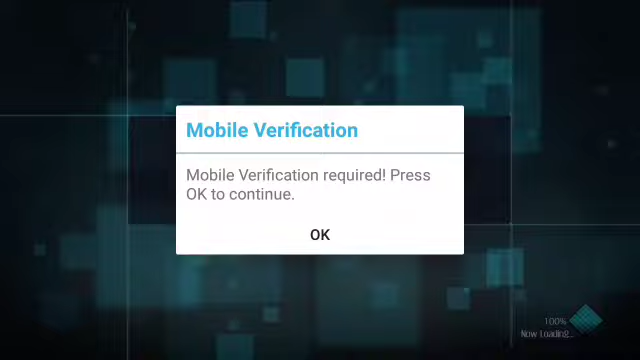 Mobile Verification
Mobile Verification required! Press
OK to continue.
OK
100%
Now Loading...